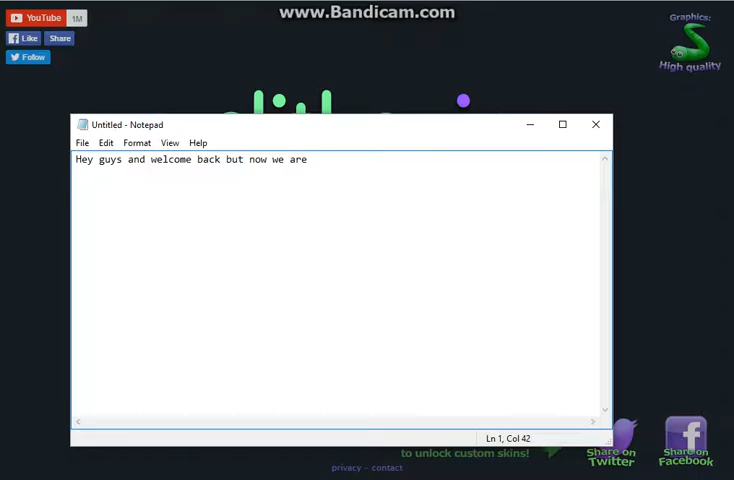 www.Bandicam.com
YouTube 1M
Like Share
Follow
Graphics:
High quality
Untitled - Notepad
File Edit Format View Help
Hey guys and welcome back but now we are
Ln 1, Col 42
to unlock custom skins!
Share on
Twitter
Share on
Facebook
privacy - contact